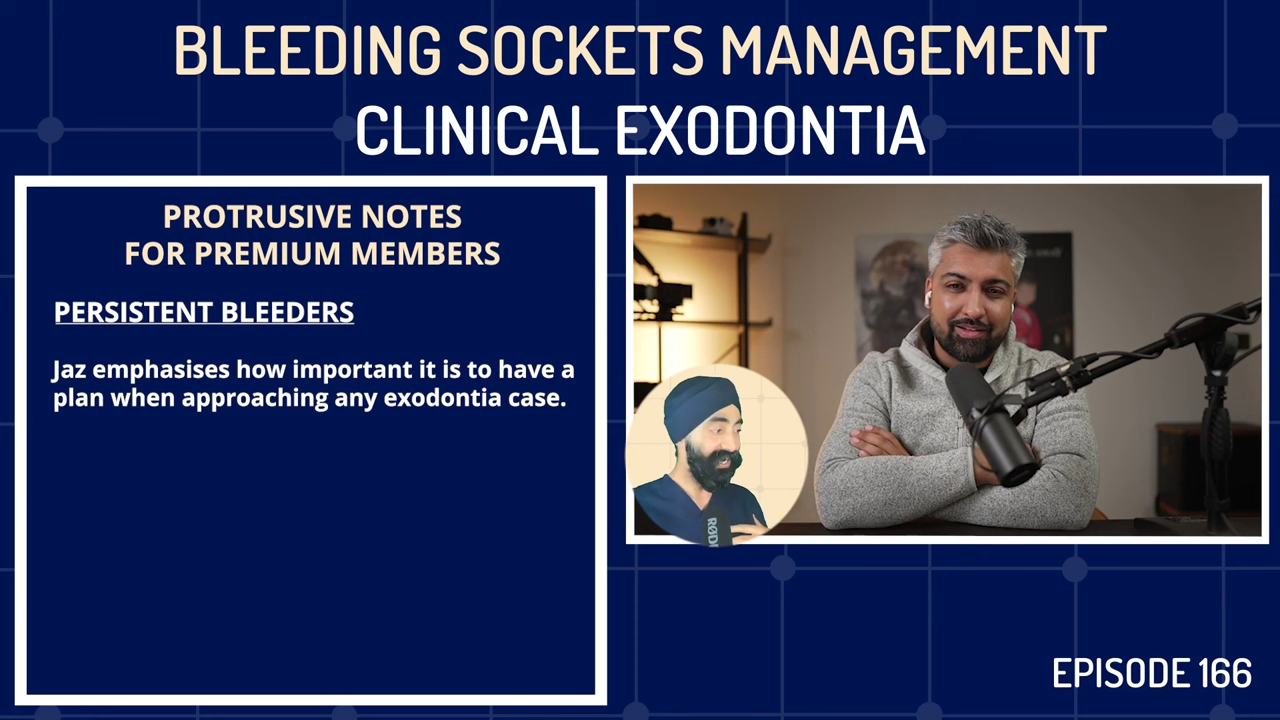 BLEEDING SOCKETS MANAGEMENT
CLINICAL EXODONTIA
PROTRUSIVE NOTES
FOR PREMIUM MEMBERS
PERSISTENT BLEEDERS
Jaz emphasises how important it is to have a
plan when approaching any exodontia case.
RØD
EPISODE 166